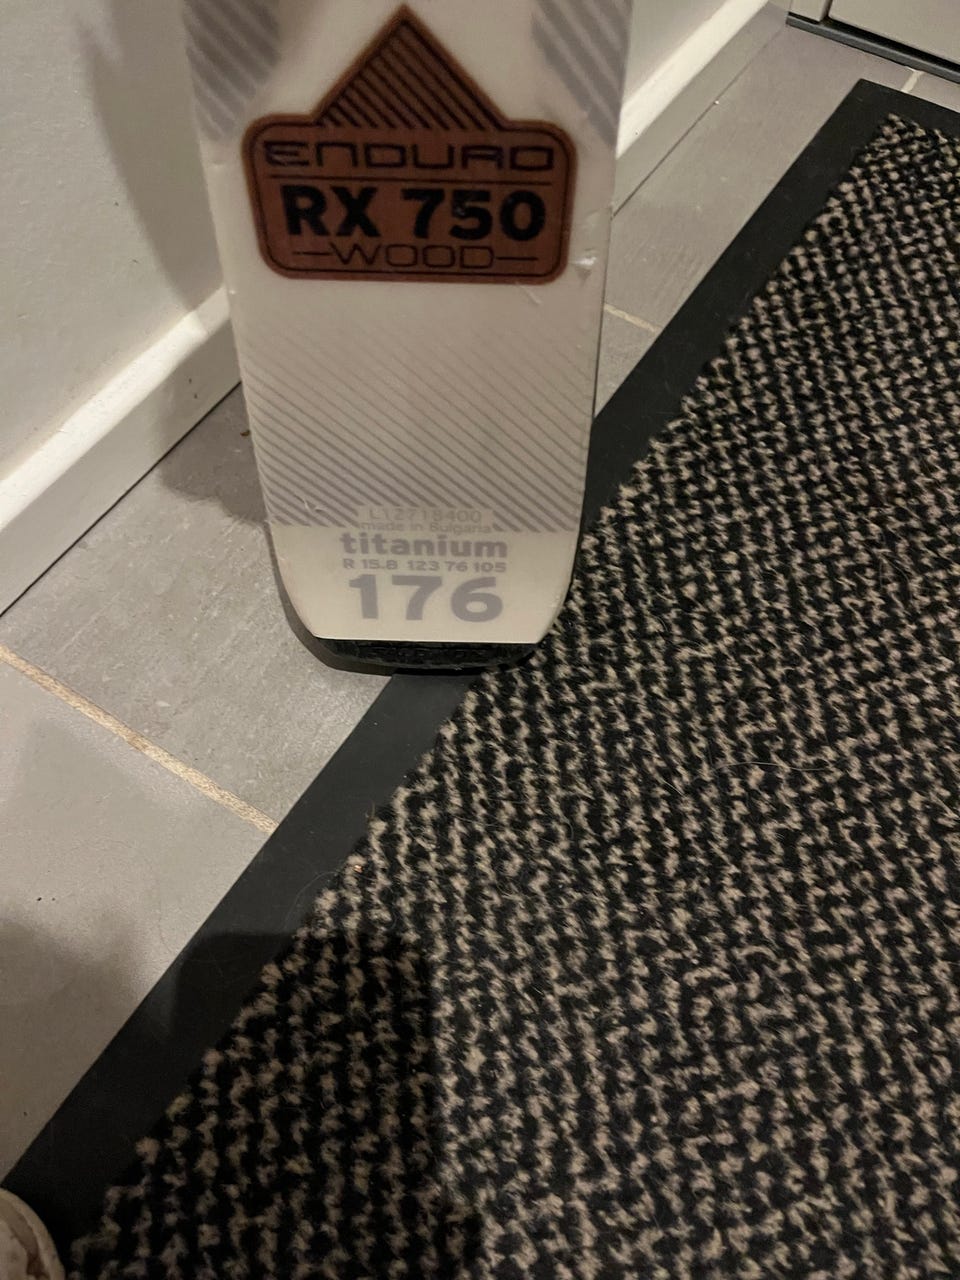 ENDURO
RX 750
WOOD
L12718400
made in Bulgaria
titanium
R 15.8 123 76 105
176